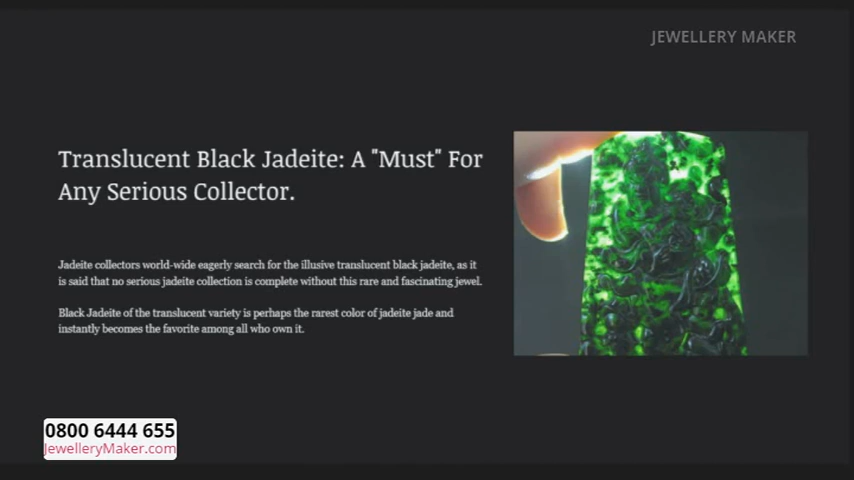 JEWELLERY MAKER
Translucent Black Jadeite: A "Must" For
Any Serious Collector.
Jadeite collectors world-wide eagerly search for the illusive translucent black jadeite, as it
is said that no serious jadeite collection is complete without this rare and fascinating jewel.
Black Jadeite of the translucent variety is perhaps the rarest color of jadeite jade and
instantly becomes the favorite among all who own it.
0800 6444 655
JewelleryMaker.com